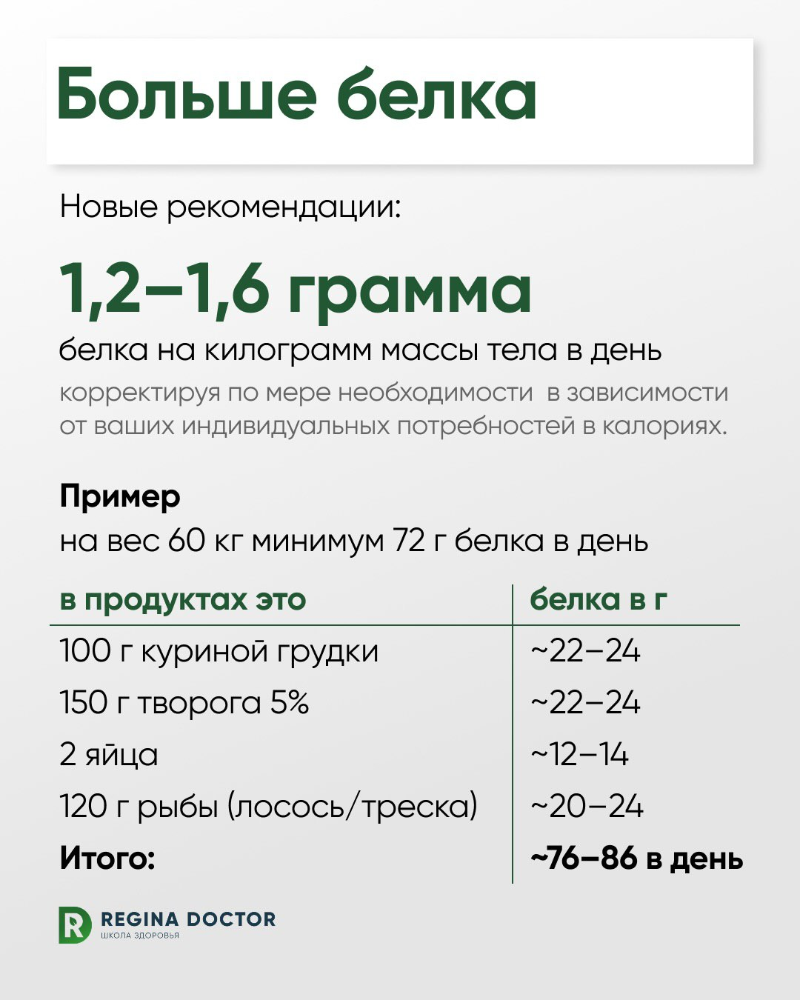 Больше белка
Новые рекомендации:
1,2–1,6 грамма
белка на килограмм массы тела в день
корректируя по мере необходимости в зависимости
от ваших индивидуальных потребностей в калориях.
Пример
на вес 60 кг минимум 72 г белка в день
в продуктах это белка в г
100 г куриной грудки ~22–24
150 г творога 5% ~22–24
2 яйца ~12–14
120 г рыбы (лосось/треска) ~20–24
Итого: ~76–86 в день
REGINA DOCTOR
ШКОЛА ЗДОРОВЬЯ